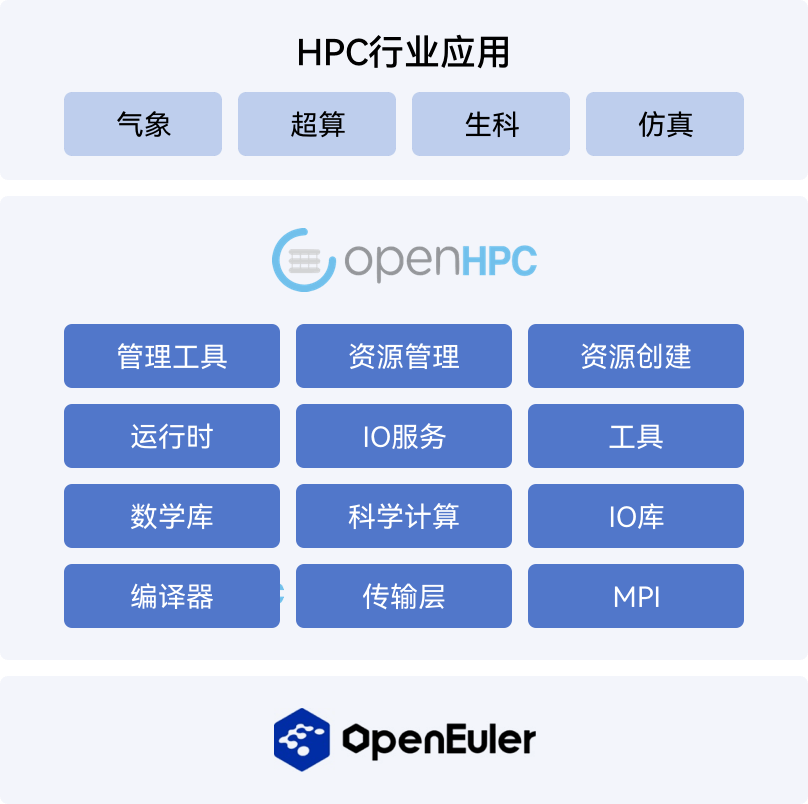 HPC行业应用
气象 超算 生科 仿真
openHPC
管理工具 资源管理 资源创建
运行时 IO服务 工具
数学库 科学计算 IO库
编译器 传输层 MPI
OpenEuler